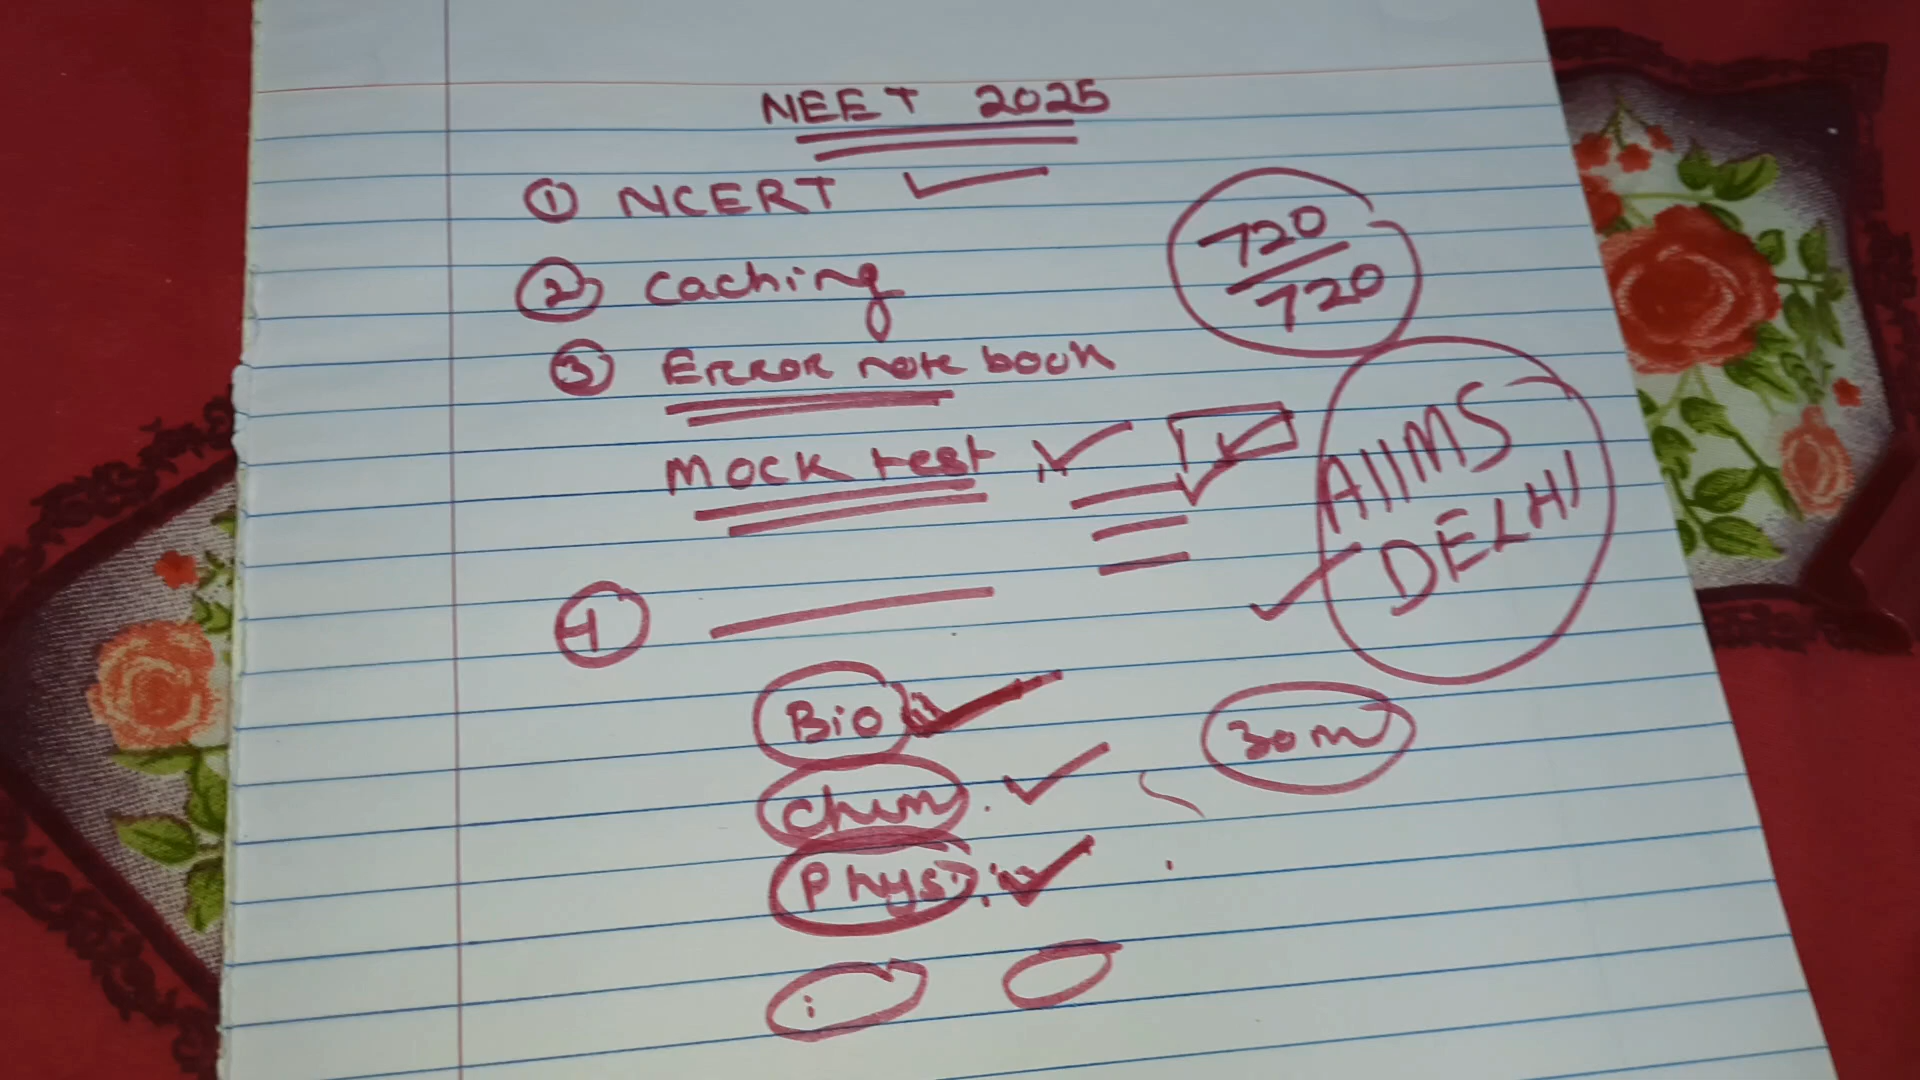 NEET 2025
① NCERT
② Caching
720
720
③ ERROR note book
Mock test
AIIMS
DELHI
④
Bio
Chem
Physi
30m